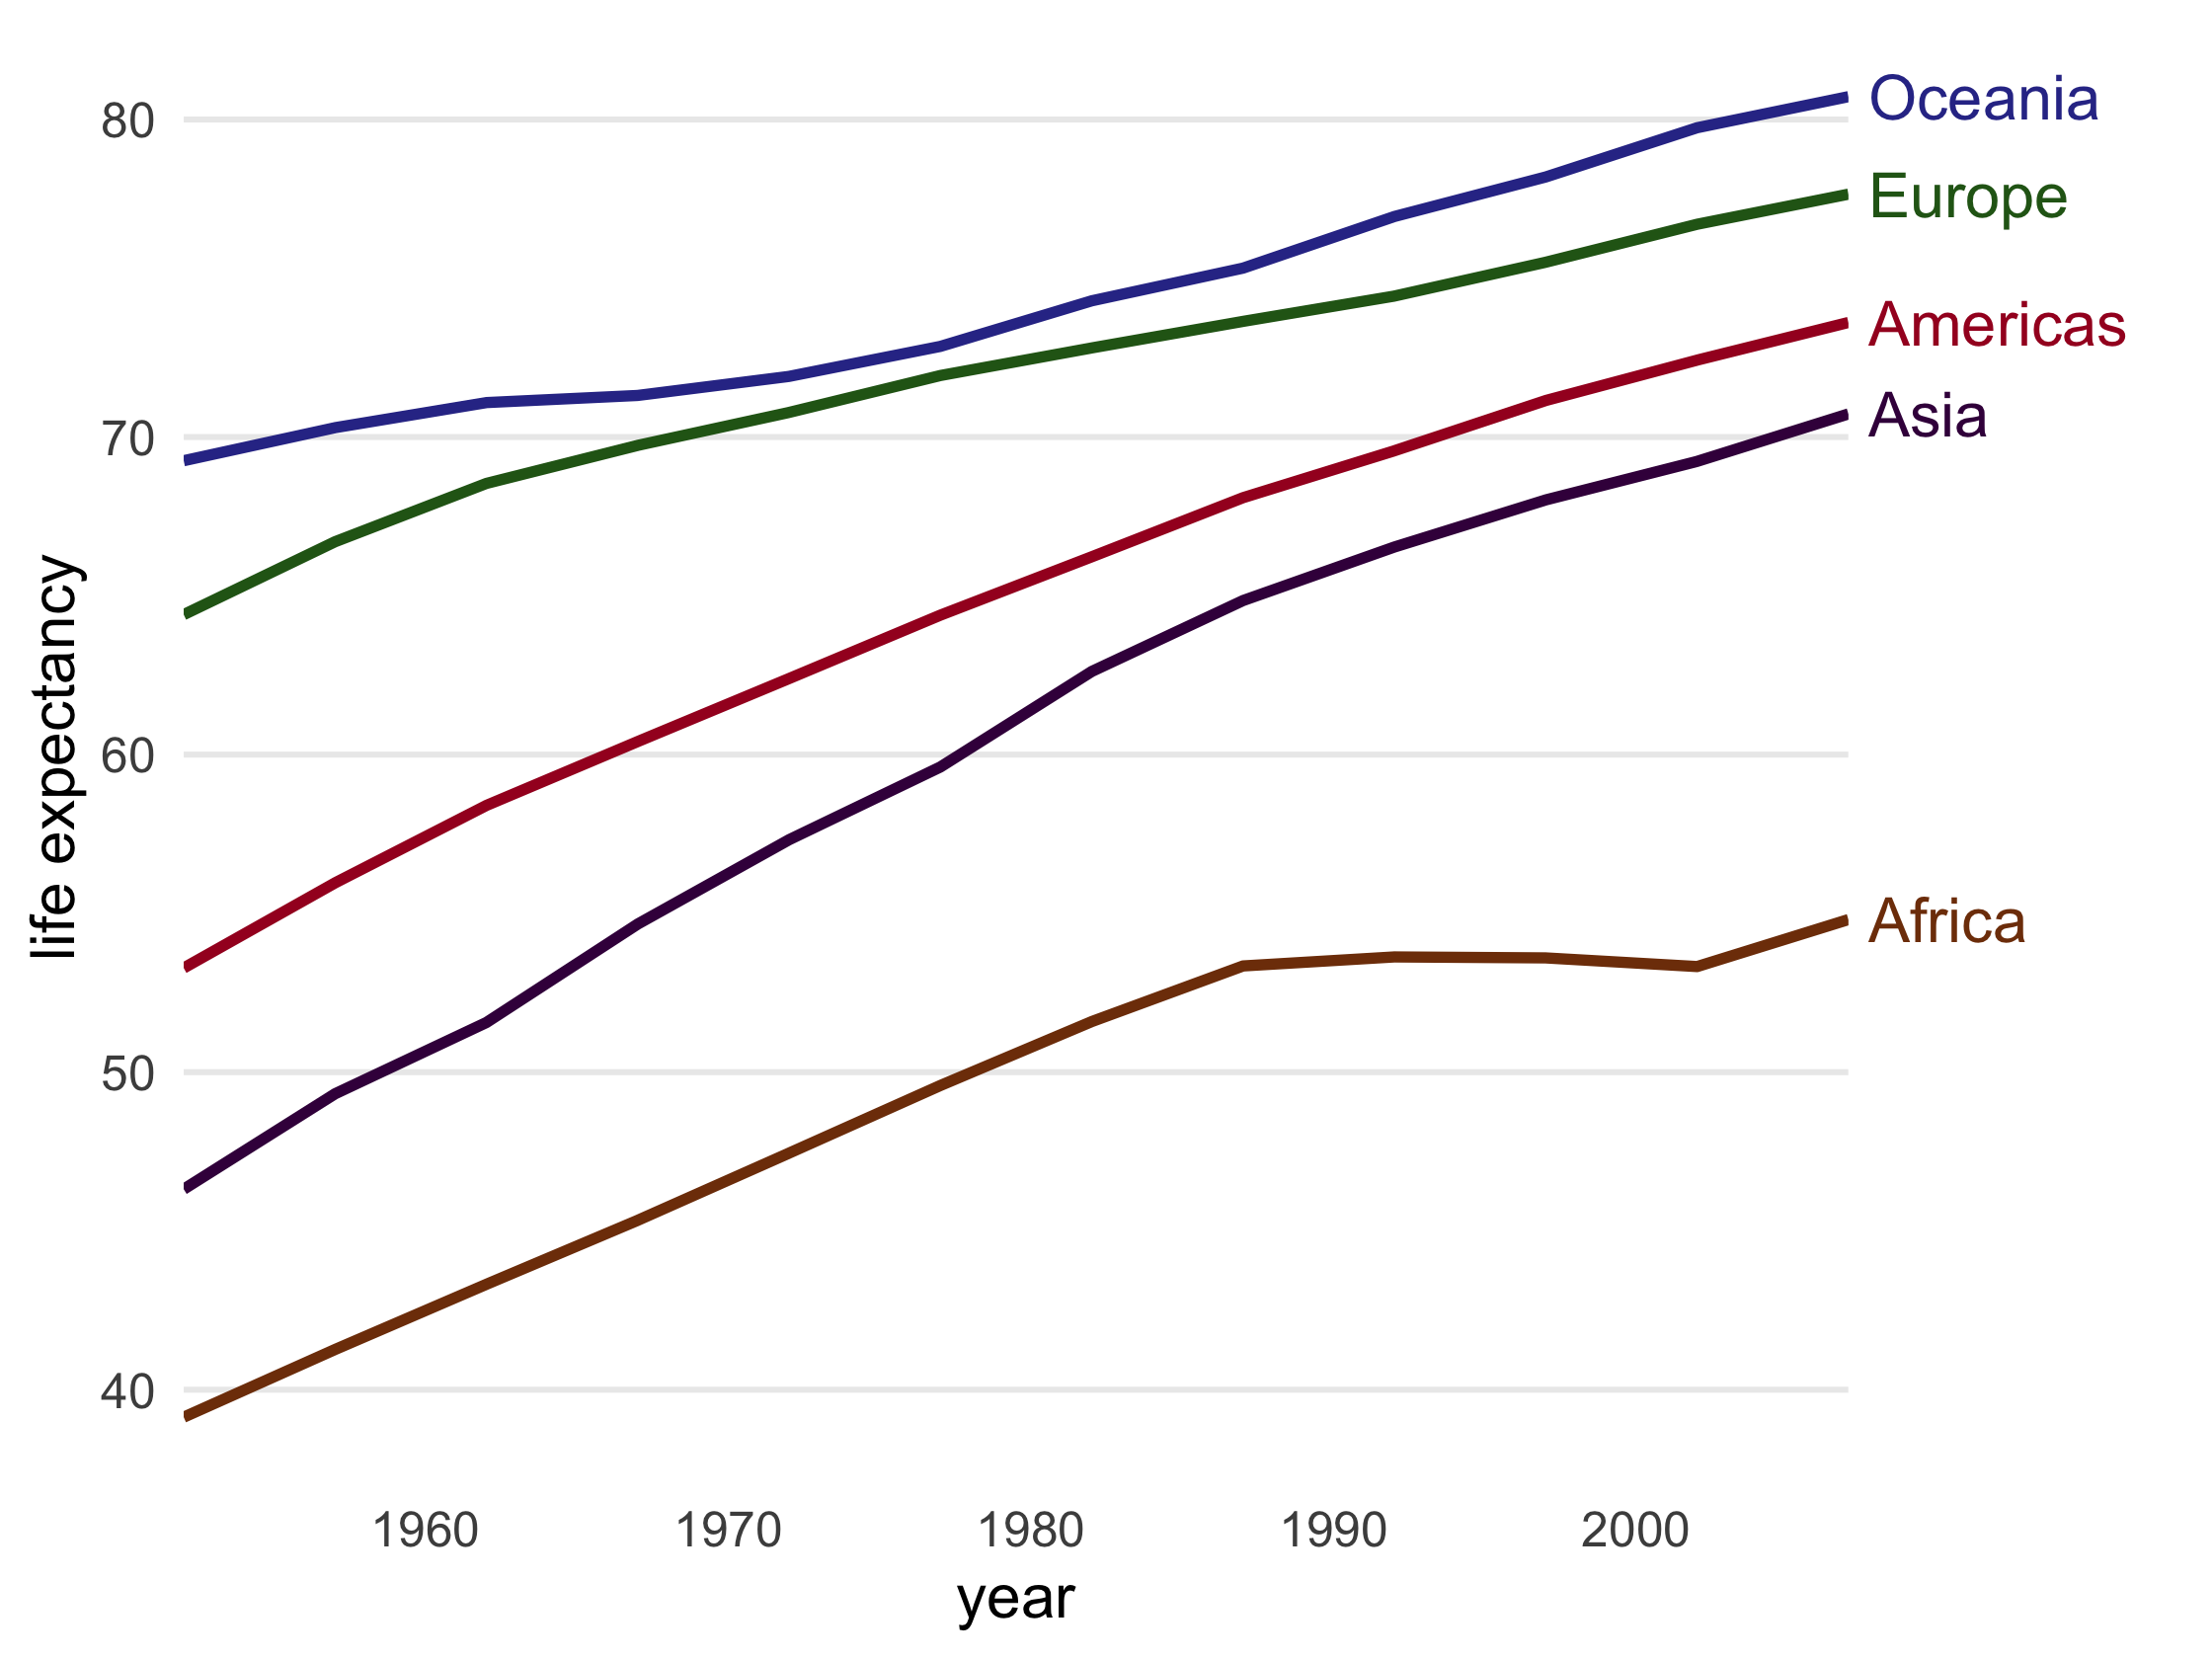 80
70
60
50
40
life expectancy
Oceania
Europe
Americas
Asia
Africa
1960 1970 1980 1990 2000
year